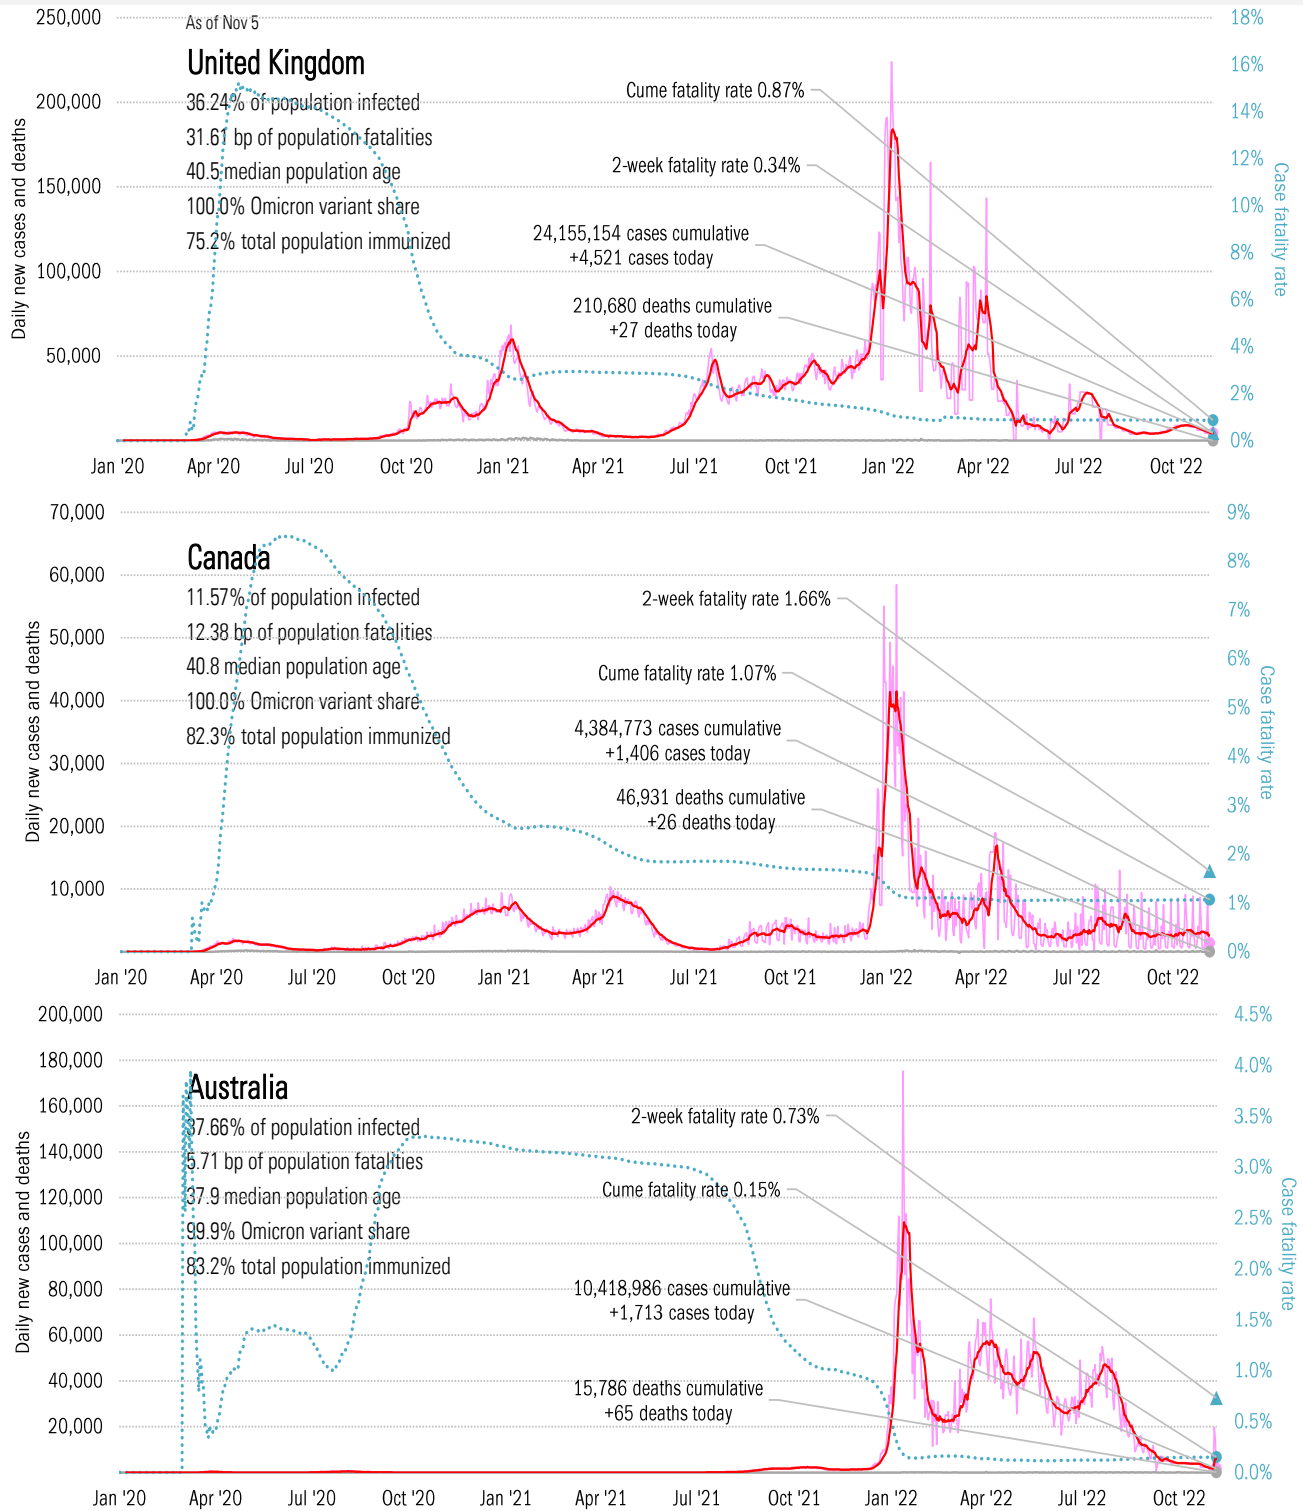 As of Nov 5
United Kingdom
36.24% of population infected
31.61 bp of population fatalities
40.5 median population age
100.0% Omicron variant share
75.2% total population immunized
Cume fatality rate 0.87%
2-week fatality rate 0.34%
24,155,154 cases cumulative
+4,521 cases today
210,680 deaths cumulative
+27 deaths today
Daily new cases and deaths
250,000
200,000
150,000
100,000
50,000
18%
16%
14%
12%
10%
8%
6%
4%
2%
0%
Case fatality rate
Jan '20 Apr '20 Jul '20 Oct '20 Jan '21 Apr '21 Jul '21 Oct '21 Jan '22 Apr '22 Jul '22 Oct '22
Canada
11.57% of population infected
12.38 bp of population fatalities
40.8 median population age
100.0% Omicron variant share
82.3% total population immunized
2-week fatality rate 1.66%
Cume fatality rate 1.07%
4,384,773 cases cumulative
+1,406 cases today
46,931 deaths cumulative
+26 deaths today
Daily new cases and deaths
70,000
60,000
50,000
40,000
30,000
20,000
10,000
9%
8%
7%
6%
5%
4%
3%
2%
1%
0%
Case fatality rate
Jan '20 Apr '20 Jul '20 Oct '20 Jan '21 Apr '21 Jul '21 Oct '21 Jan '22 Apr '22 Jul '22 Oct '22
Australia
37.66% of population infected
5.71 bp of population fatalities
37.9 median population age
99.9% Omicron variant share
83.2% total population immunized
2-week fatality rate 0.73%
Cume fatality rate 0.15%
10,418,986 cases cumulative
+1,713 cases today
15,786 deaths cumulative
+65 deaths today
Daily new cases and deaths
200,000
180,000
160,000
140,000
120,000
100,000
80,000
60,000
40,000
20,000
4.5%
4.0%
3.5%
3.0%
2.5%
2.0%
1.5%
1.0%
0.5%
0.0%
Case fatality rate
Jan '20 Apr '20 Jul '20 Oct '20 Jan '21 Apr '21 Jul '21 Oct '21 Jan '22 Apr '22 Jul '22 Oct '22